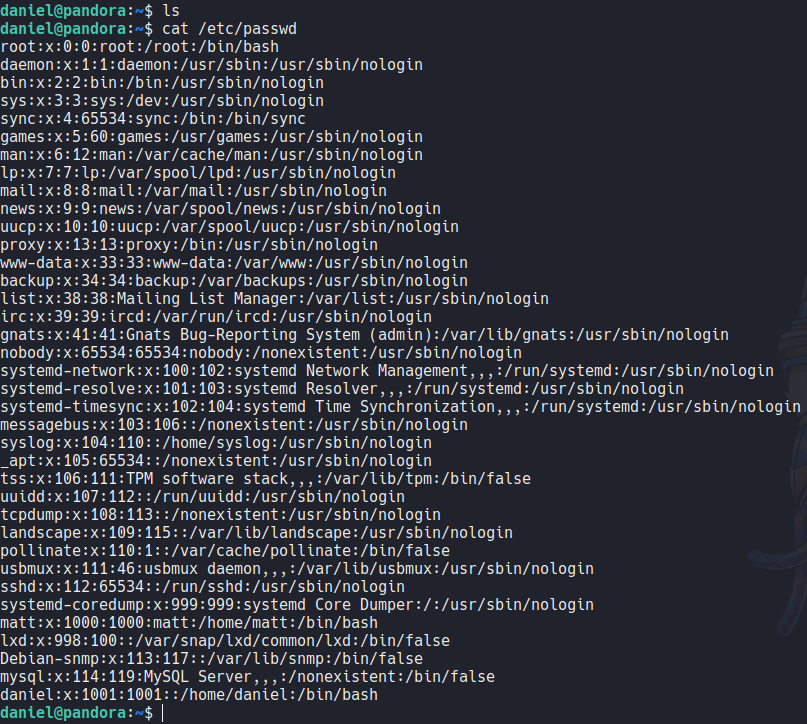 daniel@pandora:~$ ls
daniel@pandora:~$ cat /etc/passwd
root:x:0:0:root:/root:/bin/bash
daemon:x:1:1:daemon:/usr/sbin:/usr/sbin/nologin
bin:x:2:2:bin:/bin:/usr/sbin/nologin
sys:x:3:3:sys:/dev:/usr/sbin/nologin
sync:x:4:65534:sync:/bin:/bin/sync
games:x:5:60:games:/usr/games:/usr/sbin/nologin
man:x:6:12:man:/var/cache/man:/usr/sbin/nologin
lp:x:7:7:lp:/var/spool/lpd:/usr/sbin/nologin
mail:x:8:8:mail:/var/mail:/usr/sbin/nologin
news:x:9:9:news:/var/spool/news:/usr/sbin/nologin
uucp:x:10:10:uucp:/var/spool/uucp:/usr/sbin/nologin
proxy:x:13:13:proxy:/bin:/usr/sbin/nologin
www-data:x:33:33:www-data:/var/www:/usr/sbin/nologin
backup:x:34:34:backup:/var/backups:/usr/sbin/nologin
list:x:38:38:Mailing List Manager:/var/list:/usr/sbin/nologin
irc:x:39:39:ircd:/var/run/ircd:/usr/sbin/nologin
gnats:x:41:41:Gnats Bug-Reporting System (admin):/var/lib/gnats:/usr/sbin/nologin
nobody:x:65534:65534:nobody:/nonexistent:/usr/sbin/nologin
systemd-network:x:100:102:systemd Network Management,,,:/run/systemd:/usr/sbin/nologin
systemd-resolve:x:101:103:systemd Resolver,,,:/run/systemd:/usr/sbin/nologin
systemd-timesync:x:102:104:systemd Time Synchronization,,,:/run/systemd:/usr/sbin/nologin
messagebus:x:103:106::/nonexistent:/usr/sbin/nologin
syslog:x:104:110::/home/syslog:/usr/sbin/nologin
_apt:x:105:65534::/nonexistent:/usr/sbin/nologin
tss:x:106:111:TPM software stack,,,:/var/lib/tpm:/bin/false
uuidd:x:107:112::/run/uuidd:/usr/sbin/nologin
tcpdump:x:108:113::/nonexistent:/usr/sbin/nologin
landscape:x:109:115::/var/lib/landscape:/usr/sbin/nologin
pollinate:x:110:1::/var/cache/pollinate:/bin/false
usbmux:x:111:46:usbmux daemon,,,:/var/lib/usbmux:/usr/sbin/nologin
sshd:x:112:65534::/run/sshd:/usr/sbin/nologin
systemd-coredump:x:999:999:systemd Core Dumper:/:/usr/sbin/nologin
matt:x:1000:1000:matt:/home/matt:/bin/bash
lxd:x:998:100::/var/snap/lxd/common/lxd:/bin/false
Debian-snmp:x:113:117::/var/lib/snmp:/bin/false
mysql:x:114:119:MySQL Server,,,:/nonexistent:/bin/false
daniel:x:1001:1001::/home/daniel:/bin/bash
daniel@pandora:~$